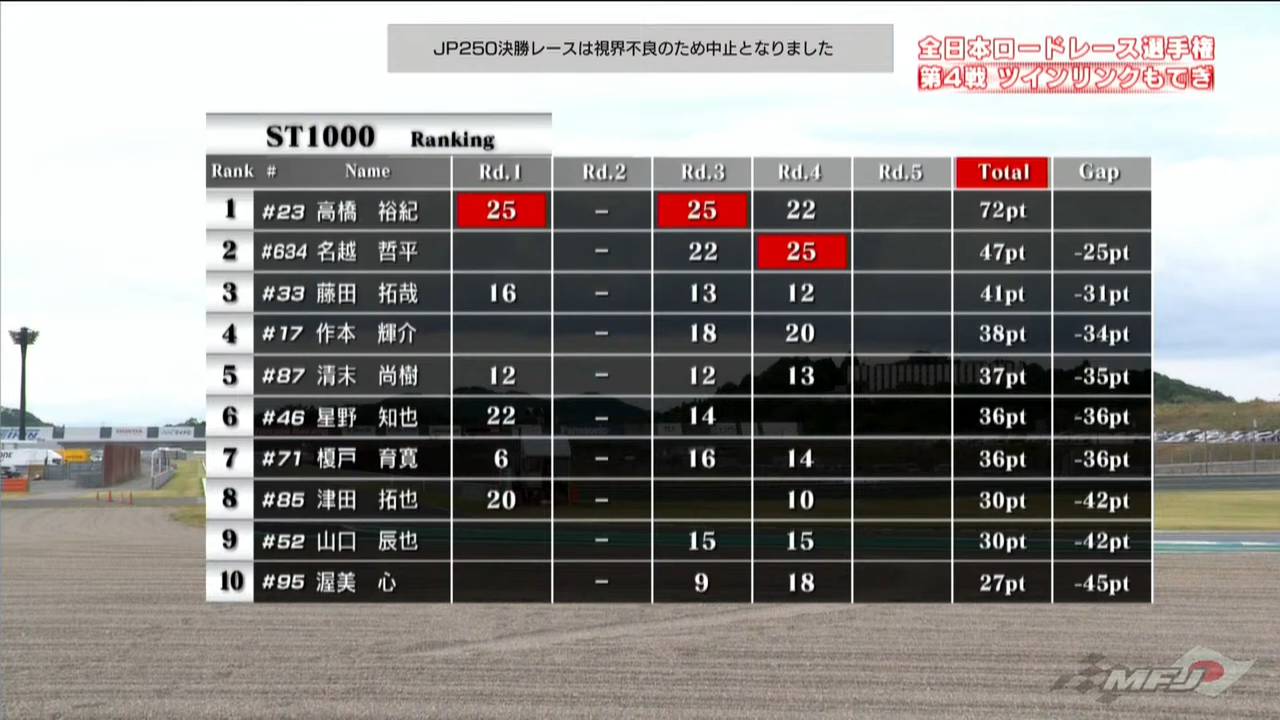 JP250決勝レースは視界不良のため中止となりました
全日本ロードレース選手権
第4戦 ツインリンクもてぎ
ST1000 Ranking
Rank # Name Rd.1 Rd.2 Rd.3 Rd.4 Rd.5 Total Gap
1 #23 高橋 裕紀 25 – 25 22 72pt
2 #634 名越 哲平 – 22 25 47pt -25pt
3 #33 藤田 拓哉 16 – 13 12 41pt -31pt
4 #17 作本 輝介 – 18 20 38pt -34pt
5 #87 清末 尚樹 12 – 12 13 37pt -35pt
6 #46 星野 知也 22 – 14 36pt -36pt
7 #71 榎戸 育寛 6 – 16 14 36pt -36pt
8 #85 津田 拓也 20 – 10 30pt -42pt
9 #52 山口 辰也 – 15 15 30pt -42pt
10 #95 渥美 心 – 9 18 27pt -45pt
MFJ